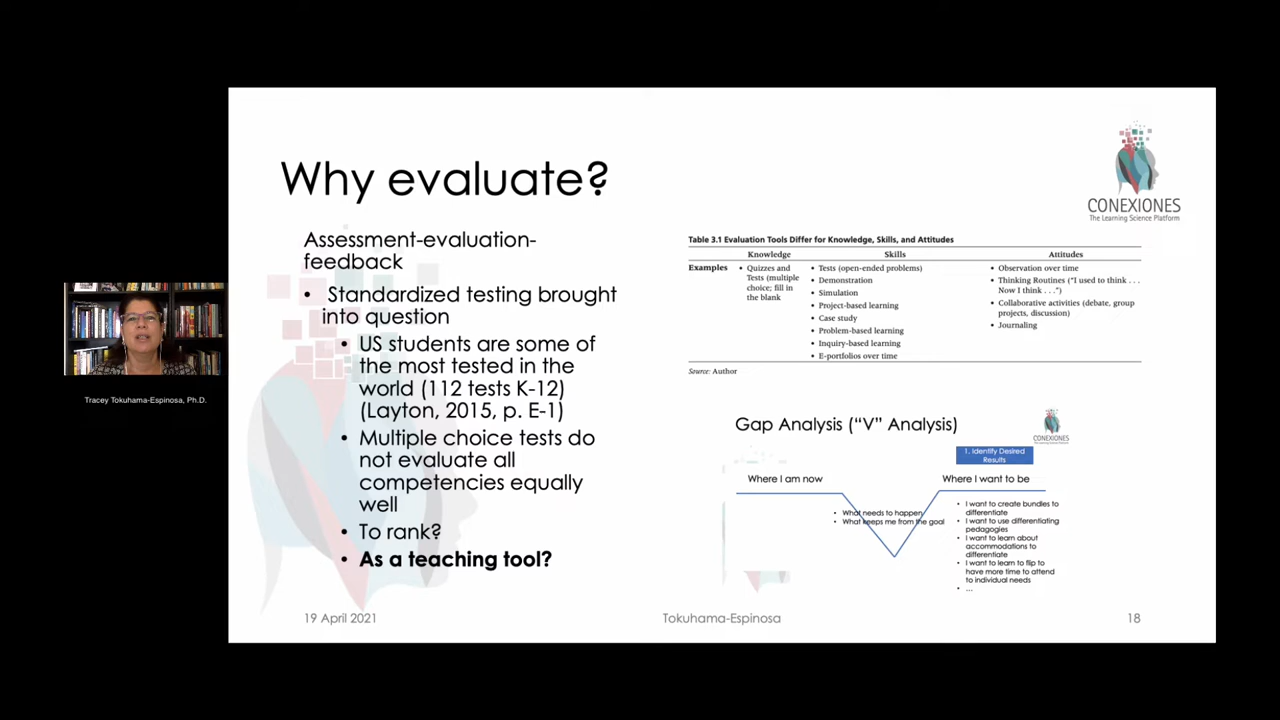 Why evaluate?
CONEXIONES
The Learning Science Platform
Assessment-evaluation-
feedback
• Standardized testing brought
into question
• US students are some of
the most tested in the
world (112 tests K-12)
(Layton, 2015, p. E-1)
• Multiple choice tests do
not evaluate all
competencies equally
well
• To rank?
• As a teaching tool?
Table 3.1 Evaluation Tools Differ for Knowledge, Skills, and Attitudes
Knowledge Skills Attitudes
Examples
• Quizzes and
Tests (multiple
choice; fill in
the blank
• Tests (open-ended problems)
• Demonstration
• Simulation
• Project-based learning
• Case study
• Problem-based learning
• Inquiry-based learning
• E-portfolios over time
• Observation over time
• Thinking Routines (“I used to think . . .
Now I think . . .”)
• Collaborative activities (debate, group
projects, discussion)
• Journaling
Source: Author
Gap Analysis (“V” Analysis)
CONEXIONES
1. Identify Desired
Results
Where I am now
Where I want to be
• What needs to happen
• What keeps me from the goal
• I want to create bundles to
differentiate
• I want to use differentiating
pedagogies
• I want to learn about
accommodations to
differentiate
• I want to learn to flip to
have more time to attend
to individual needs
• ...
Tracey Tokuhama-Espinosa, Ph.D.
19 April 2021
Tokuhama-Espinosa
18